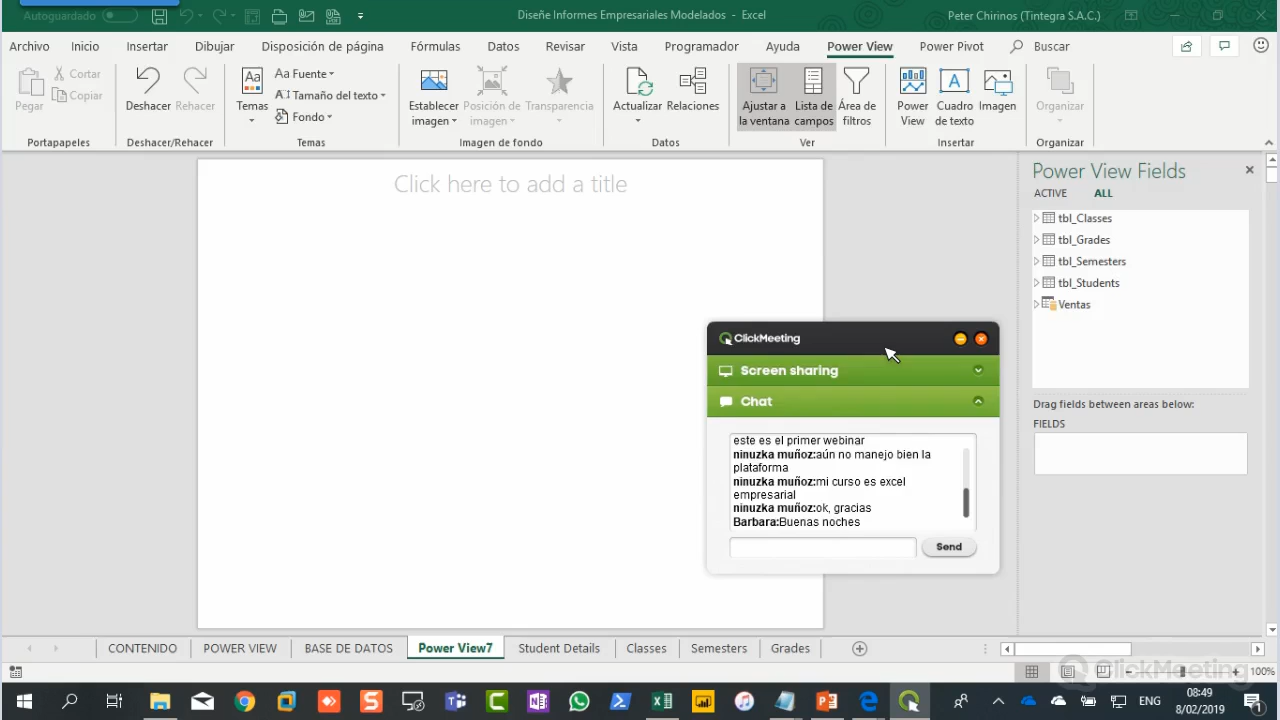 Autoguardado
Diseñe Informes Empresariales Modelados - Excel
Peter Chirinos (Tintegra S.A.C.)
Archivo Inicio Insertar Dibujar Disposición de página Fórmulas Datos Revisar Vista Programador Ayuda Power View Power Pivot Buscar
Pegar
Cortar
Copiar
Portapapeles
Deshacer Rehacer
Deshacer/Rehacer
Temas
Aa Fuente
Tamaño del texto
Fondo
Temas
Establecer
imagen
Posición de
imagen
Transparencia
Imagen de fondo
Actualizar Relaciones
Datos
Ajustar a
la ventana
Lista de
campos
Área de
filtros
Ver
Power
View
Cuadro
de texto
Imagen
Insertar
Organizar
Organizar
Click here to add a title
Power View Fields
ACTIVE ALL
tbl_Classes
tbl_Grades
tbl_Semesters
tbl_Students
Ventas
Drag fields between areas below:
FIELDS
ClickMeeting
Screen sharing
Chat
este es el primer webinar
ninuzka muñoz:aún no manejo bien la
plataforma
ninuzka muñoz:mi curso es excel
empresarial
ninuzka muñoz:ok, gracias
Barbara:Buenas noches
Send
CONTENIDO POWER VIEW BASE DE DATOS Power View7 Student Details Classes Semesters Grades
ClickMeeting
100%
ENG
08:49
8/02/2019